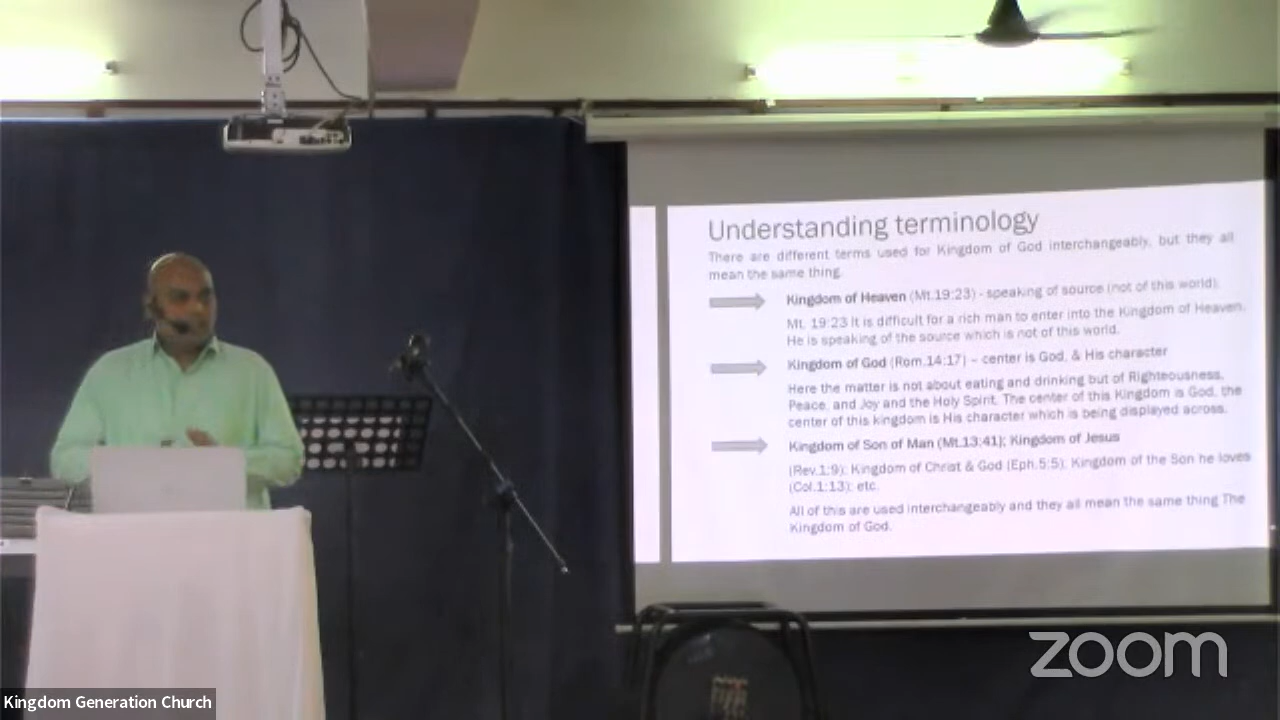 Understanding terminology
There are different terms used for Kingdom of God interchangeably, but they all
mean the same thing.
Kingdom of Heaven (Mt.19:23) - speaking of source (not of this world).
Mt. 19:23 It is difficult for a rich man to enter into the Kingdom of Heaven.
He is speaking of the source which is not of this world.
Kingdom of God (Rom.14:17) – center is God, & His character
Here the matter is not about eating and drinking but of Righteousness,
Peace, and Joy and the Holy Spirit. The center of this Kingdom is God, the
center of this kingdom is His character which is being displayed across.
Kingdom of Son of Man (Mt.13:41); Kingdom of Jesus
(Rev.1:9); Kingdom of Christ & God (Eph.5:5); Kingdom of the Son he loves
(Col.1:13); etc.
All of this are used interchangeably and they all mean the same thing The
Kingdom of God.
zoom
Kingdom Generation Church